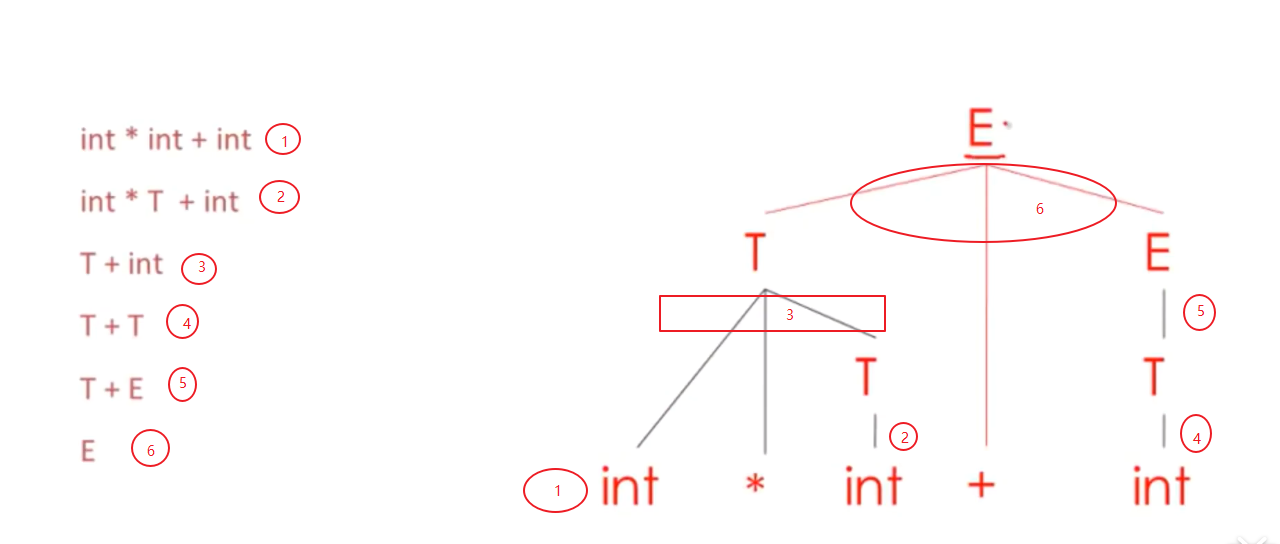 int * int + int 1
int * T + int 2
T + int 3
T + T 4
T + E 5
E 6
E
6
T E
3 5
T T
2 4
1 int * int + int